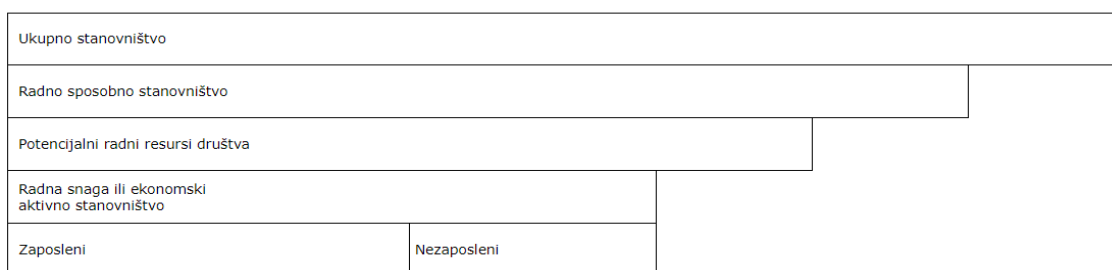 Ukupno stanovništvo
Radno sposobno stanovništvo
Potencijalni radni resursi društva
Radna snaga ili ekonomski
aktivno stanovništvo
Zaposleni
Nezaposleni